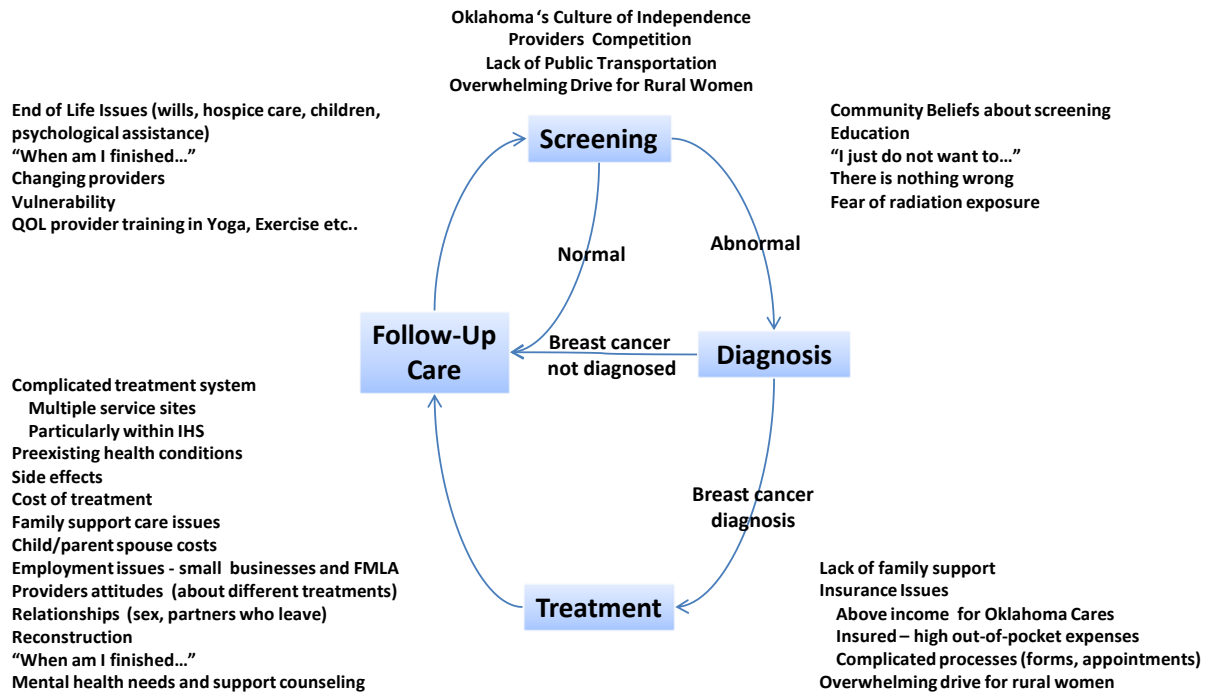 Oklahoma ‘s Culture of Independence
Providers Competition
Lack of Public Transportation
Overwhelming Drive for Rural Women
End of Life Issues (wills, hospice care, children,
psychological assistance)
“When am I finished…”
Changing providers
Vulnerability
QOL provider training in Yoga, Exercise etc..
Screening
Community Beliefs about screening
Education
“I just do not want to…”
There is nothing wrong
Fear of radiation exposure
Normal
Abnormal
Follow-Up
Care
Breast cancer
not diagnosed
Diagnosis
Complicated treatment system
Multiple service sites
Particularly within IHS
Preexisting health conditions
Side effects
Cost of treatment
Family support care issues
Child/parent spouse costs
Employment issues - small businesses and FMLA
Providers attitudes (about different treatments)
Relationships (sex, partners who leave)
Reconstruction
“When am I finished…”
Mental health needs and support counseling
Breast cancer
diagnosis
Treatment
Lack of family support
Insurance Issues
Above income for Oklahoma Cares
Insured – high out-of-pocket expenses
Complicated processes (forms, appointments)
Overwhelming drive for rural women